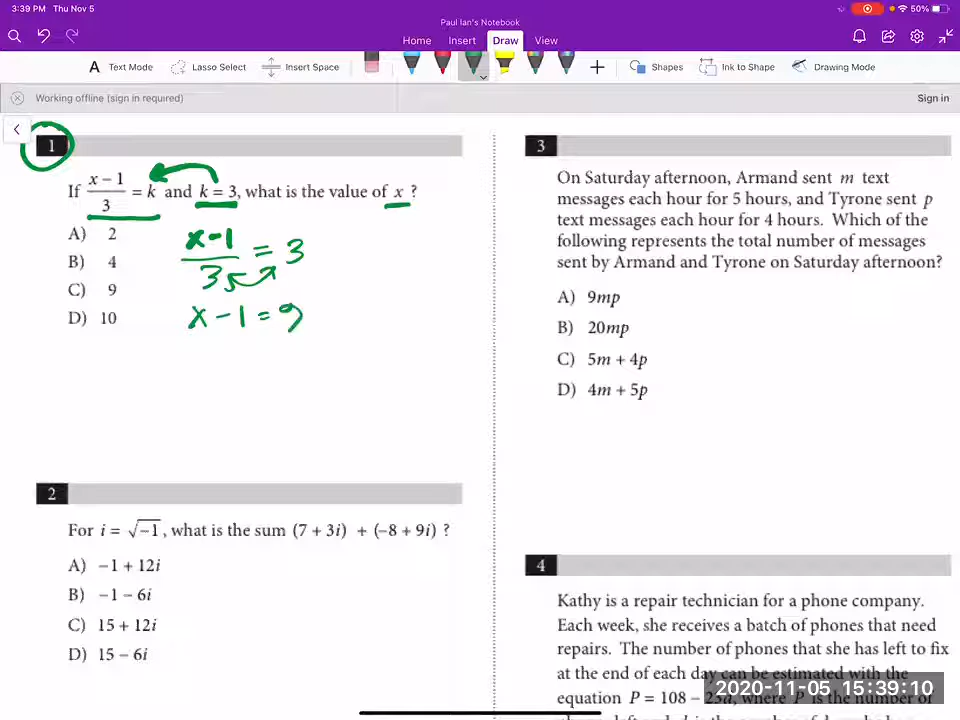 3:39 PM Thu Nov 5
50%
Paul Ian's Notebook
Home Insert Draw View
A Text Mode Lasso Select Insert Space Shapes Ink to Shape Drawing Mode
Working offline (sign in required) Sign in
1
If x – 1 / 3 = k and k = 3, what is the value of x ?
A) 2
B) 4
C) 9
D) 10
x - 1 / 3 = 3
x - 1 = 9
2
For i = √–1, what is the sum (7 + 3i) + (–8 + 9i) ?
A) –1 + 12i
B) –1 – 6i
C) 15 + 12i
D) 15 – 6i
3
On Saturday afternoon, Armand sent m text
messages each hour for 5 hours, and Tyrone sent p
text messages each hour for 4 hours. Which of the
following represents the total number of messages
sent by Armand and Tyrone on Saturday afternoon?
A) 9mp
B) 20mp
C) 5m + 4p
D) 4m + 5p
4
Kathy is a repair technician for a phone company.
Each week, she receives a batch of phones that need
repairs. The number of phones that she has left to fix
at the end of each day can be estimated with the
equation P = 108 – 23d, where P is the number of
2020-11-05 15:39:10